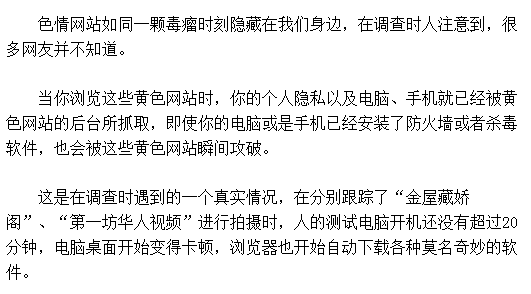 色情网站如同一颗毒瘤时刻隐藏在我们身边，在调查时人注意到，很
多网友并不知道。
当你浏览这些黄色网站时，你的个人隐私以及电脑、手机就已经被黄
色网站的后台所抓取，即使你的电脑或是手机已经安装了防火墙或者杀毒
软件，也会被这些黄色网站瞬间攻破。
这是在调查时遇到的一个真实情况，在分别跟踪了“金屋藏娇
阁”、“第一坊华人视频”进行拍摄时，人的测试电脑开机还没有超过20
分钟，电脑桌面开始变得卡顿，浏览器也开始自动下载各种莫名奇妙的软
件。